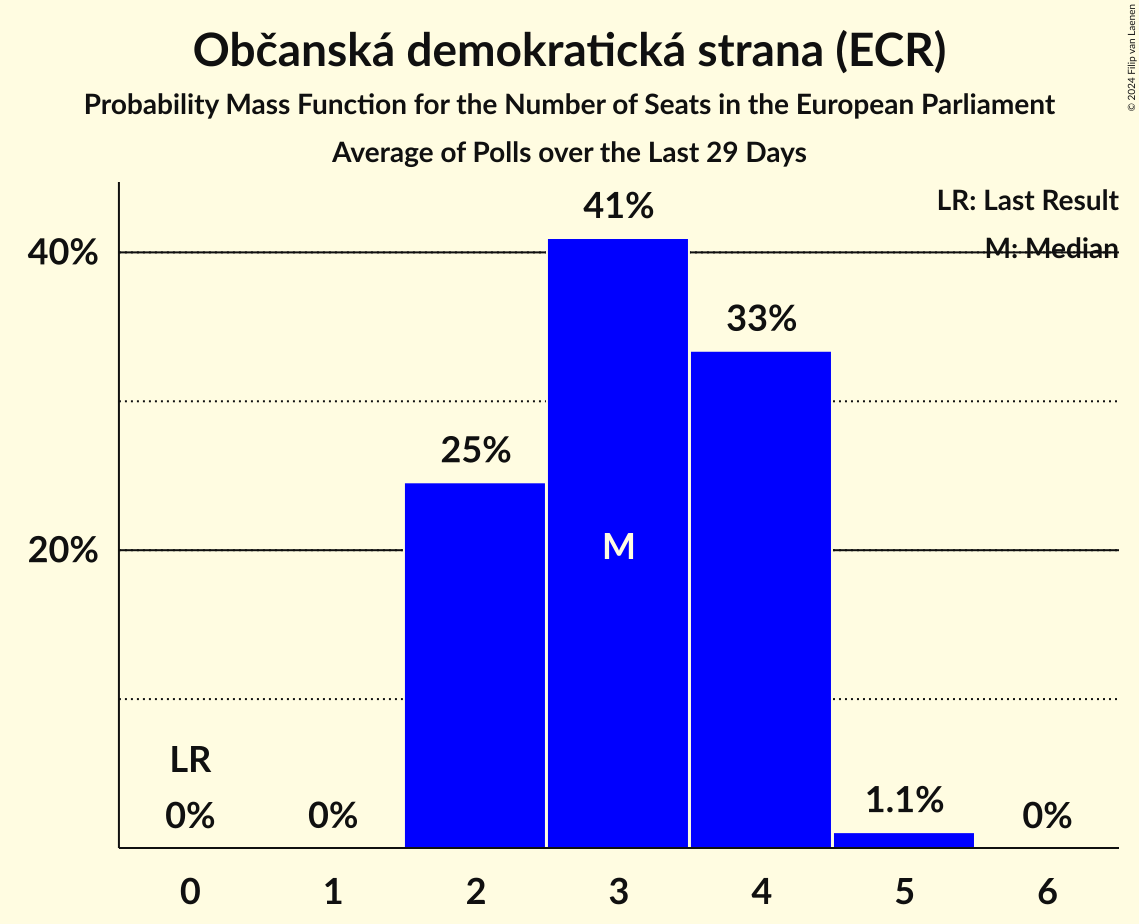 Občanská demokratická strana (ECR)
Probability Mass Function for the Number of Seats in the European Parliament
Average of Polls over the Last 29 Days
© 2024 Filip van Laenen
LR: Last Result
M: Median
40%
20%
41%
33%
25%
M
LR
0%
0%
1.1%
0%
0 1 2 3 4 5 6